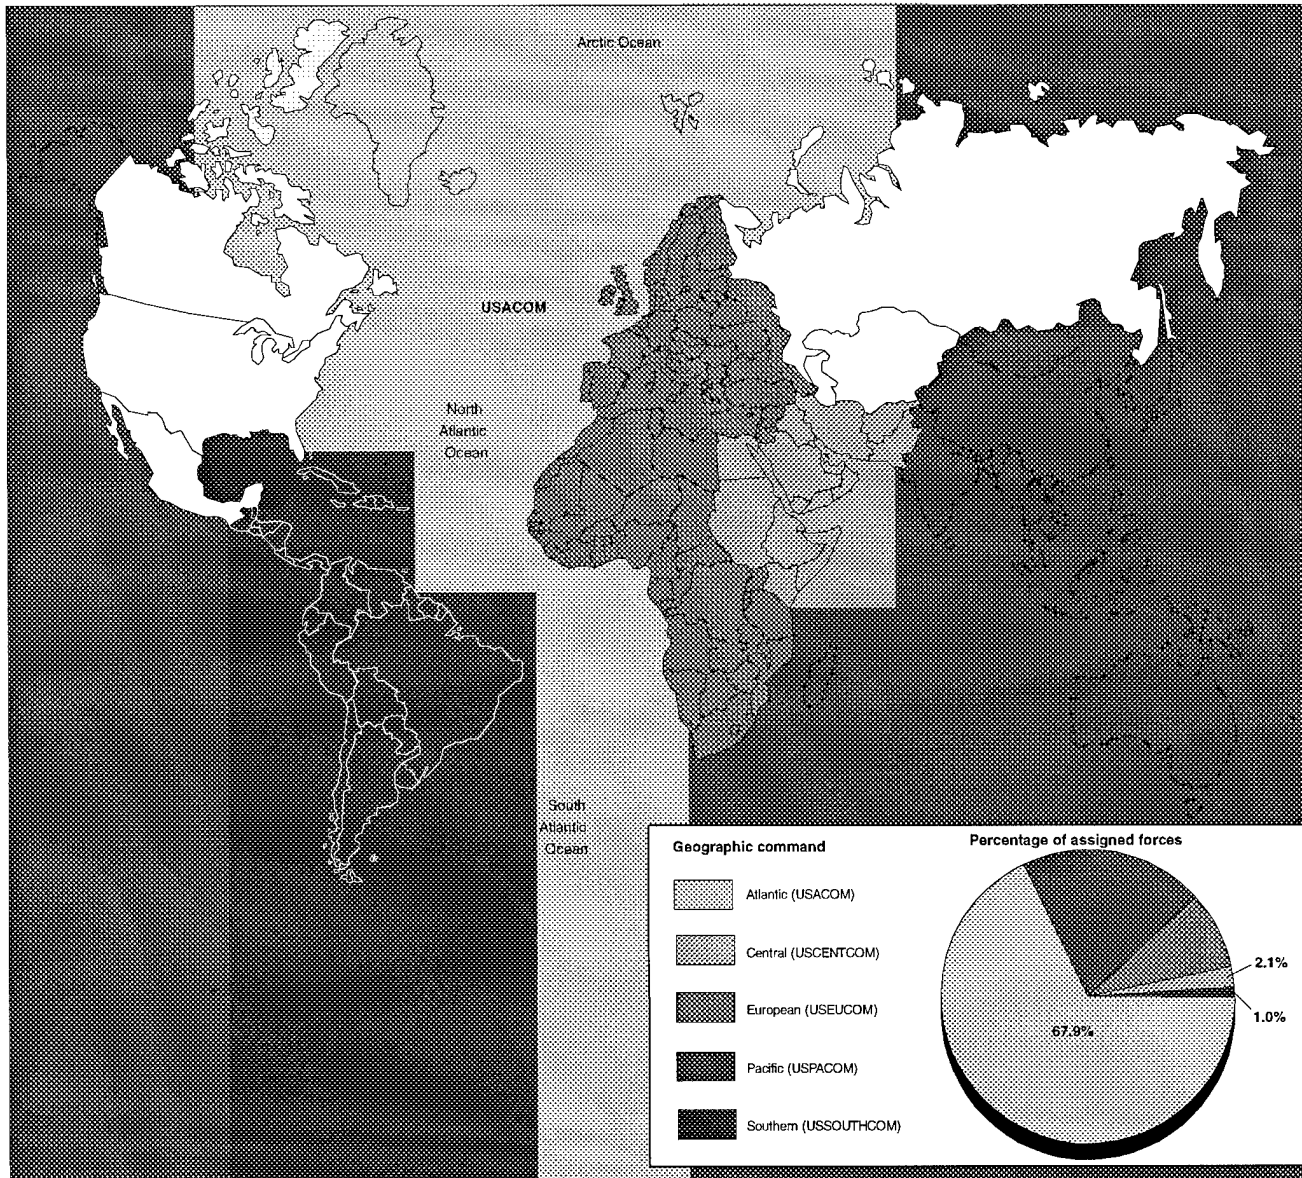 Arctic Ocean
USACOM
North
Atlantic
Ocean
South
Atlantic
Ocean
Geographic command
Atlantic (USACOM)
Central (USCENTCOM)
European (USEUCOM)
Pacific (USPACOM)
Southern (USSOUTHCOM)
Percentage of assigned forces
2.1%
1.0%
67.9%